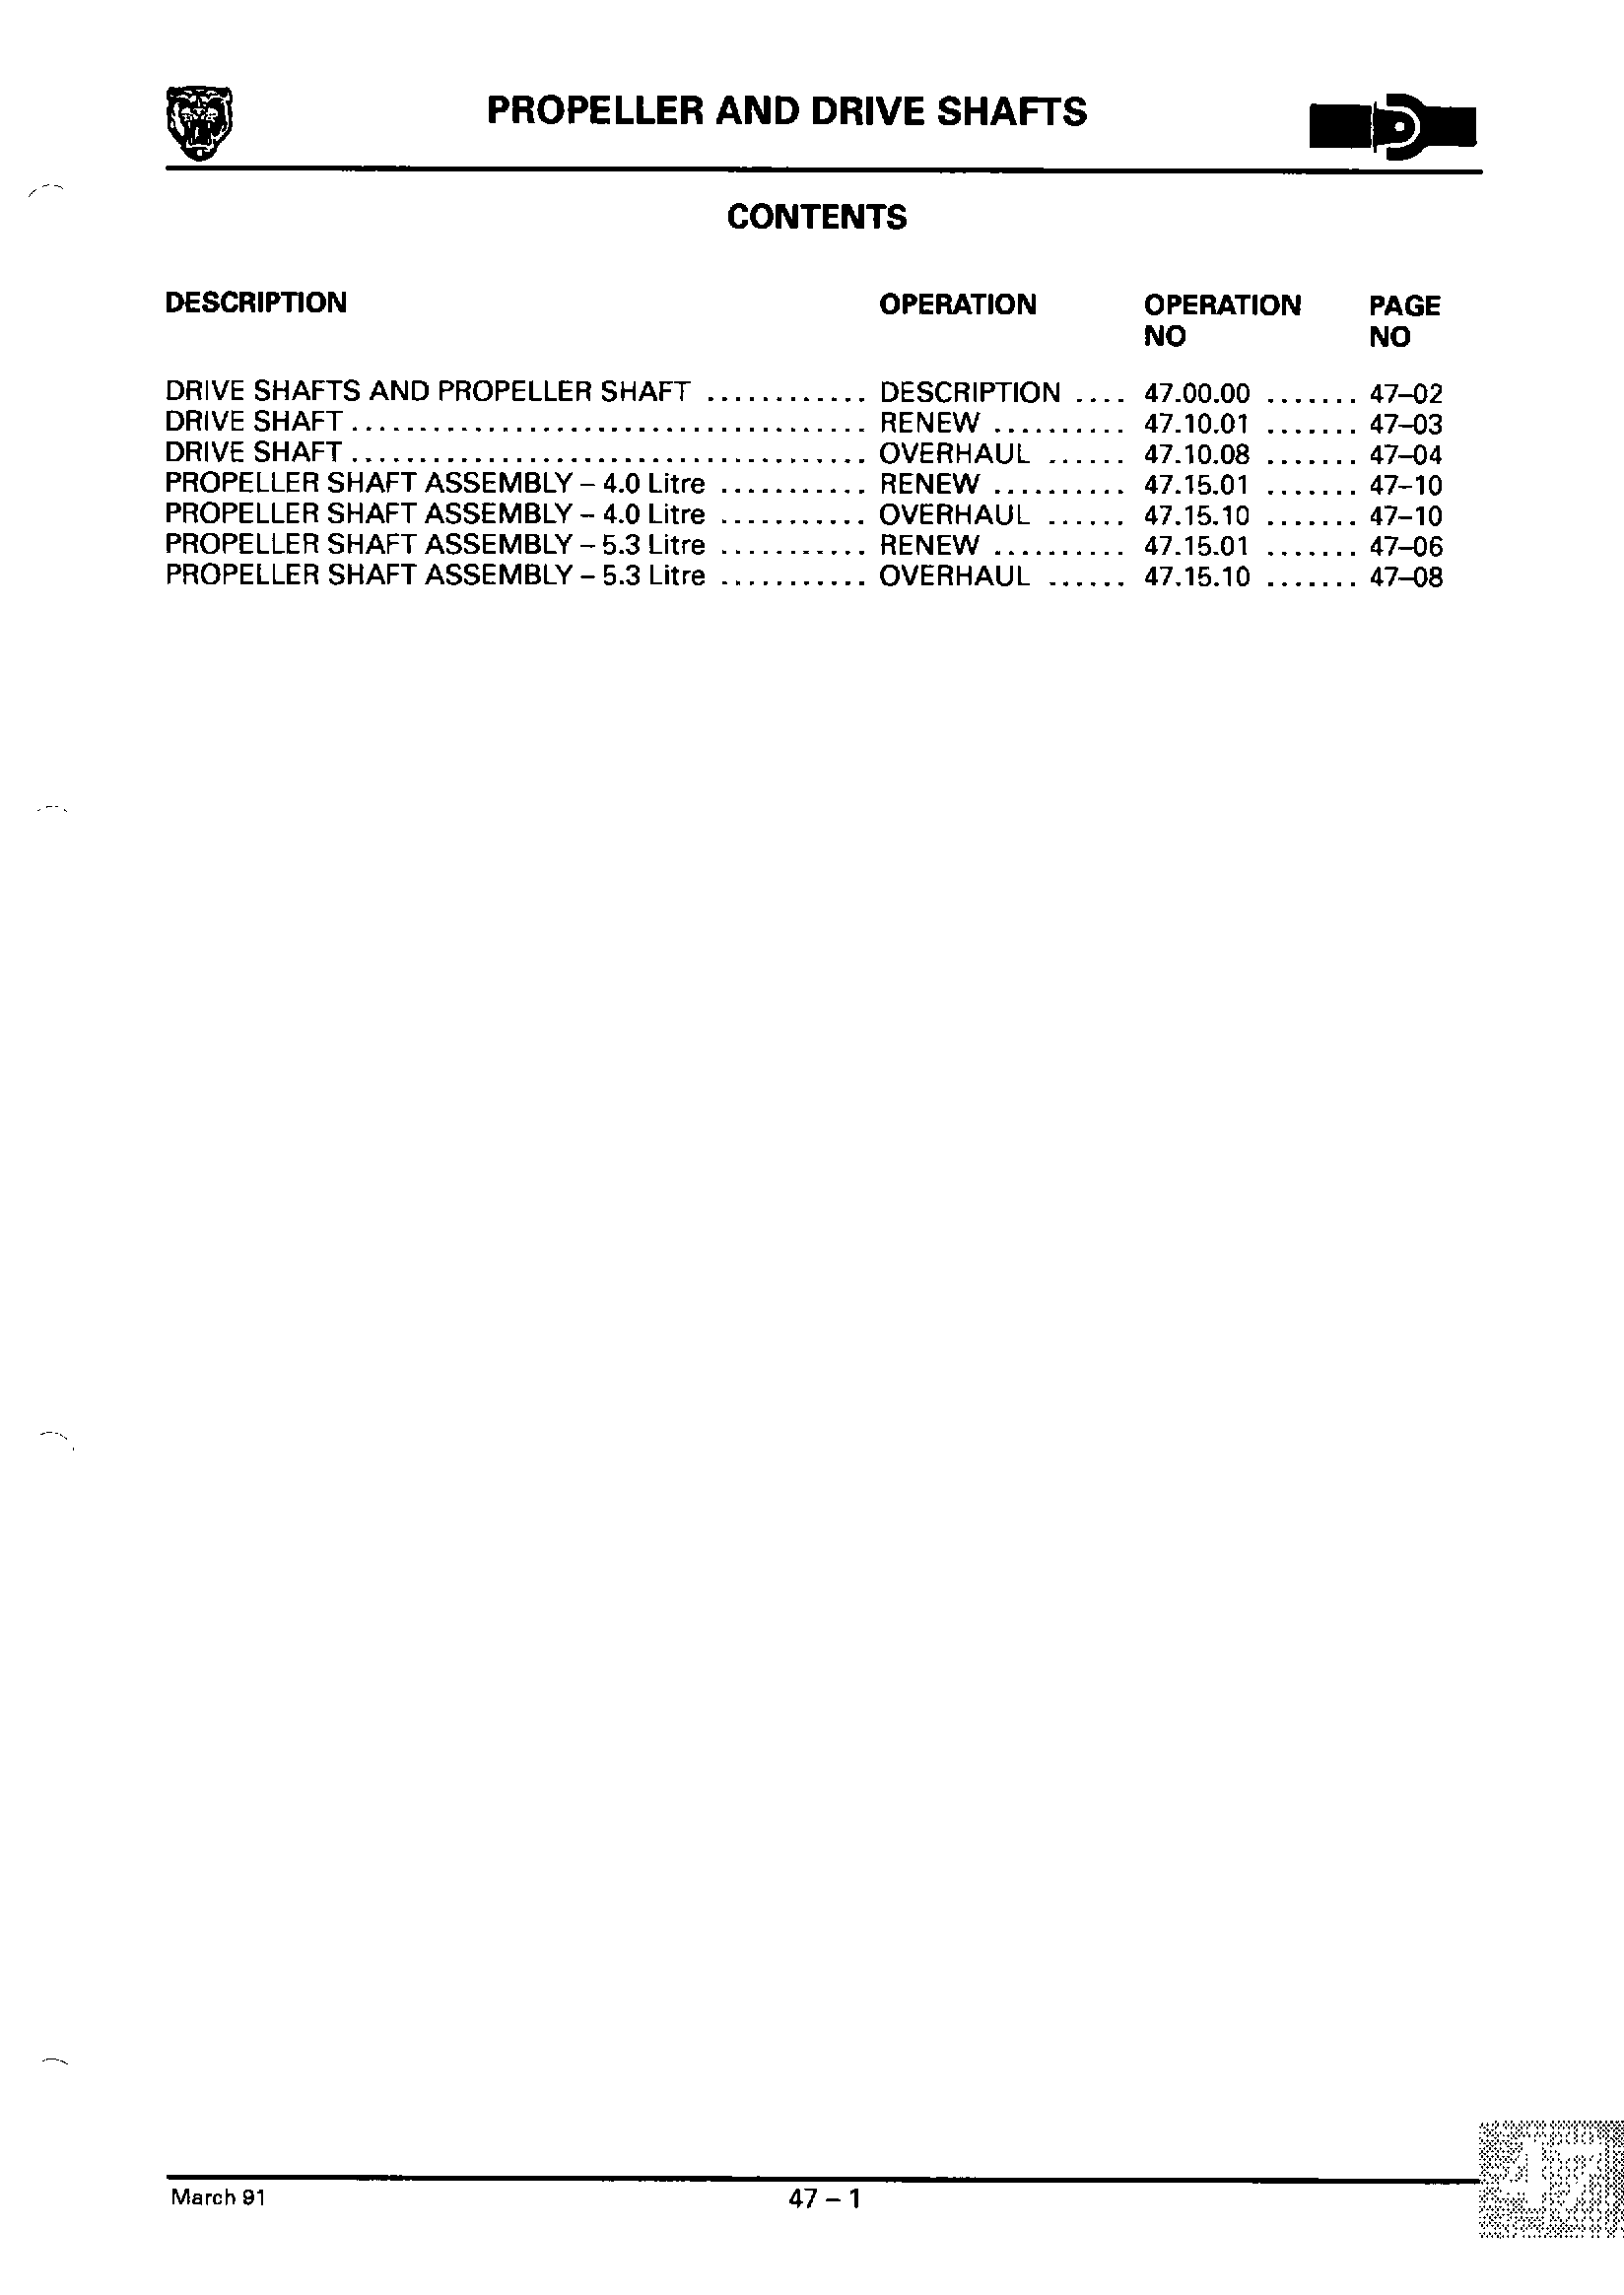 PROPELLER AND DRIVE SHAFTS
CONTENTS
DESCRIPTION OPERATION OPERATION NO PAGE NO
DRIVE SHAFTS AND PROPELLER SHAFT ............ DESCRIPTION .... 47.00.00 ....... 47–02
DRIVE SHAFT ...................................... RENEW .......... 47.10.01 ....... 47–03
DRIVE SHAFT ...................................... OVERHAUL ...... 47.10.08 ....... 47–04
PROPELLER SHAFT ASSEMBLY – 4.0 Litre ........... RENEW .......... 47.15.01 ....... 47–10
PROPELLER SHAFT ASSEMBLY – 4.0 Litre ........... OVERHAUL ...... 47.15.10 ....... 47–10
PROPELLER SHAFT ASSEMBLY – 5.3 Litre ........... RENEW .......... 47.15.01 ....... 47–06
PROPELLER SHAFT ASSEMBLY – 5.3 Litre ........... OVERHAUL ...... 47.15.10 ....... 47–08
47
March 91 47 – 1